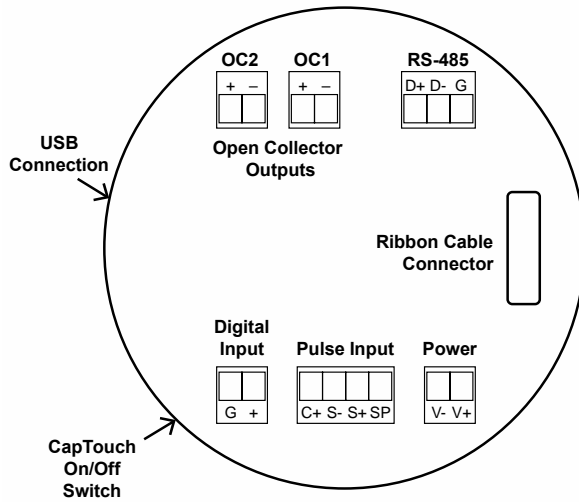 OC2 OC1 RS-485
+ – + – D+ D- G
Open Collector
Outputs
USB
Connection
Ribbon Cable
Connector
Digital
Input Pulse Input Power
G + C+ S- S+ SP V- V+
CapTouch
On/Off
Switch